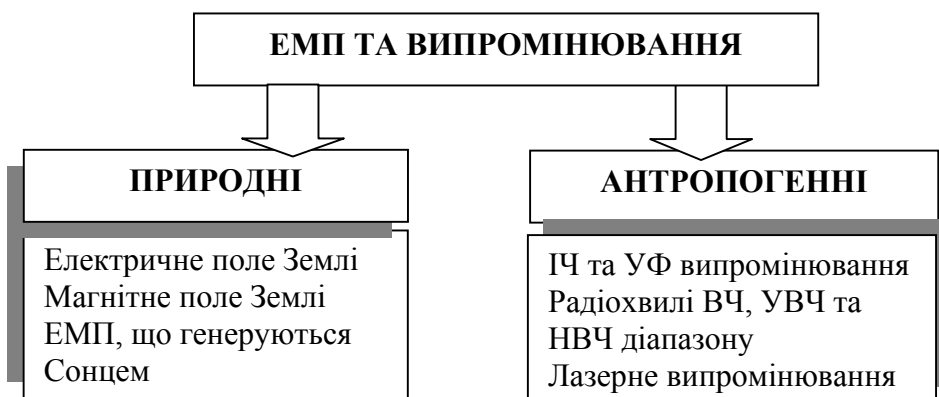 ЕМП ТА ВИПРОМІНЮВАННЯ
ПРИРОДНІ
Електричне поле Землі
Магнітне поле Землі
ЕМП, що генеруються
Сонцем
АНТРОПОГЕННІ
ІЧ та УФ випромінювання
Радіохвилі ВЧ, УВЧ та
НВЧ діапазону
Лазерне випромінювання